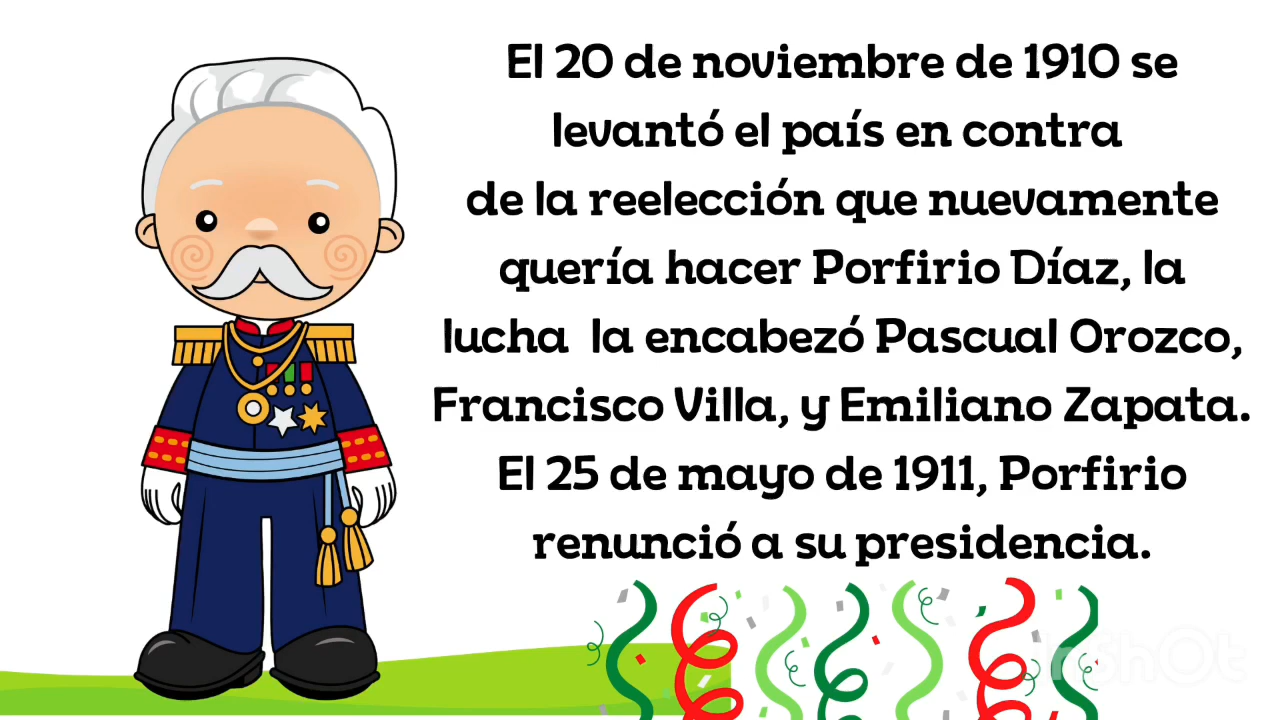 El 20 de noviembre de 1910 se
levantó el país en contra
de la reelección que nuevamente
quería hacer Porfirio Díaz, la
lucha la encabezó Pascual Orozco,
Francisco Villa, y Emiliano Zapata.
El 25 de mayo de 1911, Porfirio
renunció a su presidencia.
InShOt